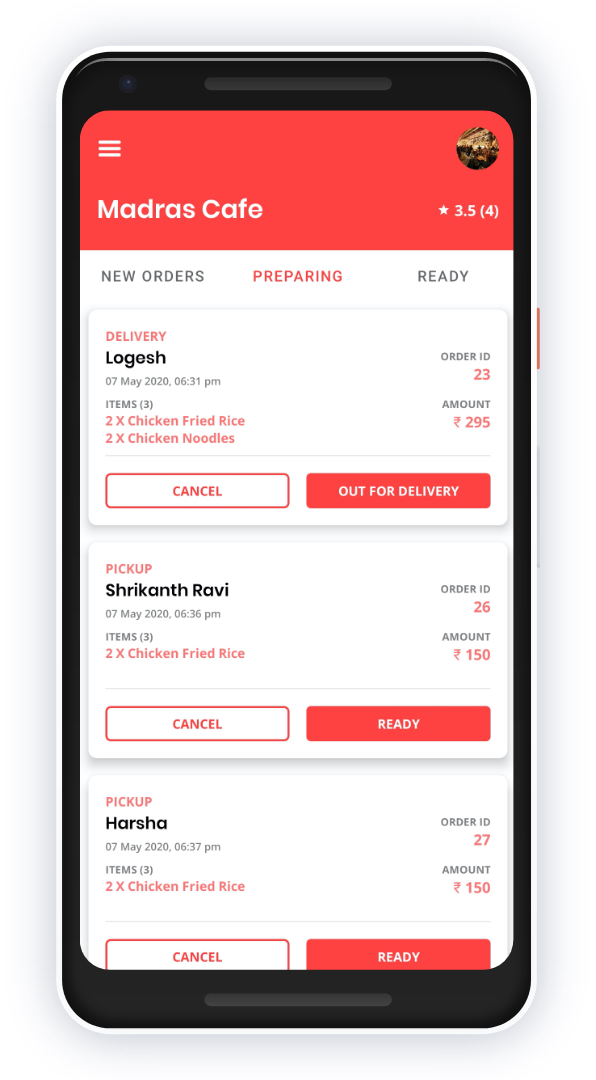 Madras Cafe
★ 3.5 (4)
NEW ORDERS PREPARING READY
DELIVERY
Logesh
ORDER ID
07 May 2020, 06:31 pm
23
ITEMS (3)
AMOUNT
2 X Chicken Fried Rice
₹ 295
2 X Chicken Noodles
CANCEL
OUT FOR DELIVERY
PICKUP
Shrikanth Ravi
ORDER ID
07 May 2020, 06:36 pm
26
ITEMS (3)
AMOUNT
2 X Chicken Fried Rice
₹ 150
CANCEL
READY
PICKUP
Harsha
ORDER ID
07 May 2020, 06:37 pm
27
ITEMS (3)
AMOUNT
2 X Chicken Fried Rice
₹ 150
CANCEL
READY